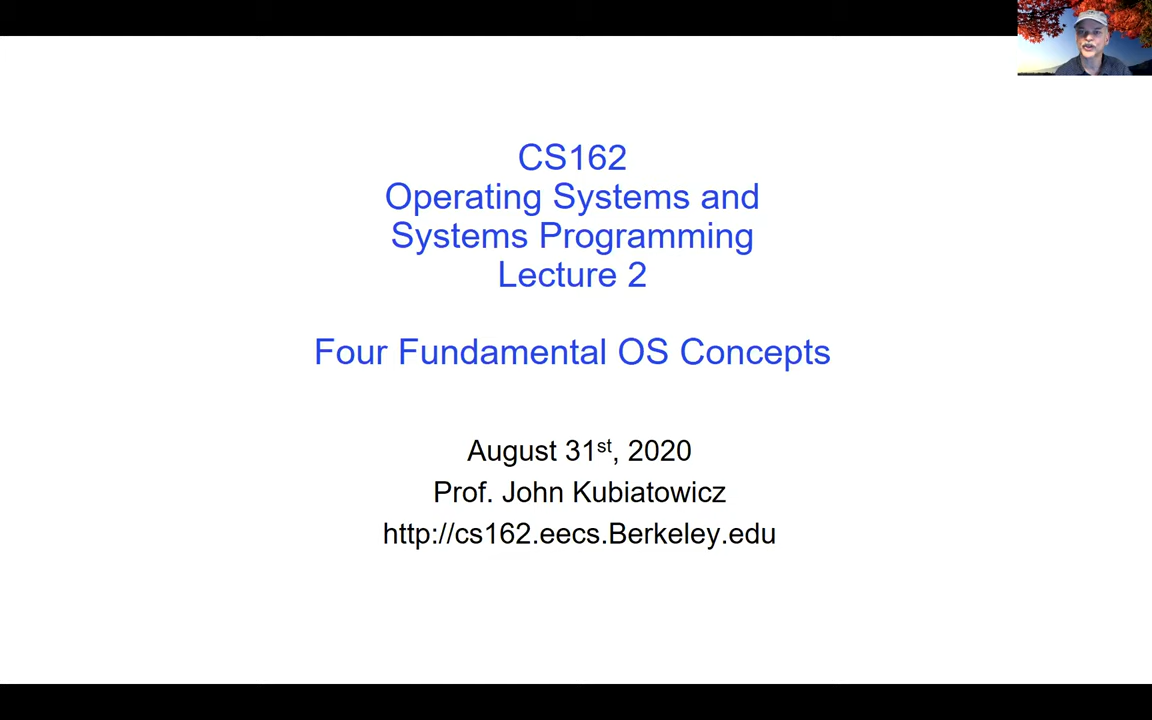 CS162
Operating Systems and
Systems Programming
Lecture 2
Four Fundamental OS Concepts
August 31st, 2020
Prof. John Kubiatowicz
http://cs162.eecs.Berkeley.edu